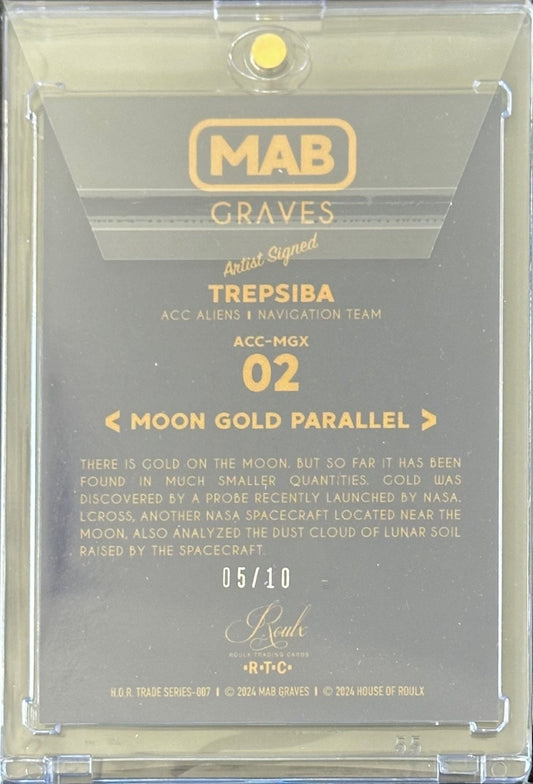 MAB
GRAVES
Artist Signed
TREPSIBA
ACC ALIENS I NAVIGATION TEAM
ACC-MGX
02
< MOON GOLD PARALLEL >
THERE IS GOLD ON THE MOON. BUT SO FAR IT HAS BEEN
FOUND IN MUCH SMALLER QUANTITIES. GOLD WAS
DISCOVERED BY A PROBE RECENTLY LAUNCHED BY NASA.
LCROSS, ANOTHER NASA SPACECRAFT LOCATED NEAR THE
MOON, ALSO ANALYZED THE DUST CLOUD OF LUNAR SOIL
RAISED BY THE SPACECRAFT.
05/10
Roulx
ROULX TRADING CARDS
•R•T•C•
H.O.R. TRADE SERIES-007 I © 2024 MAB GRAVES I © 2024 HOUSE OF ROULX
55